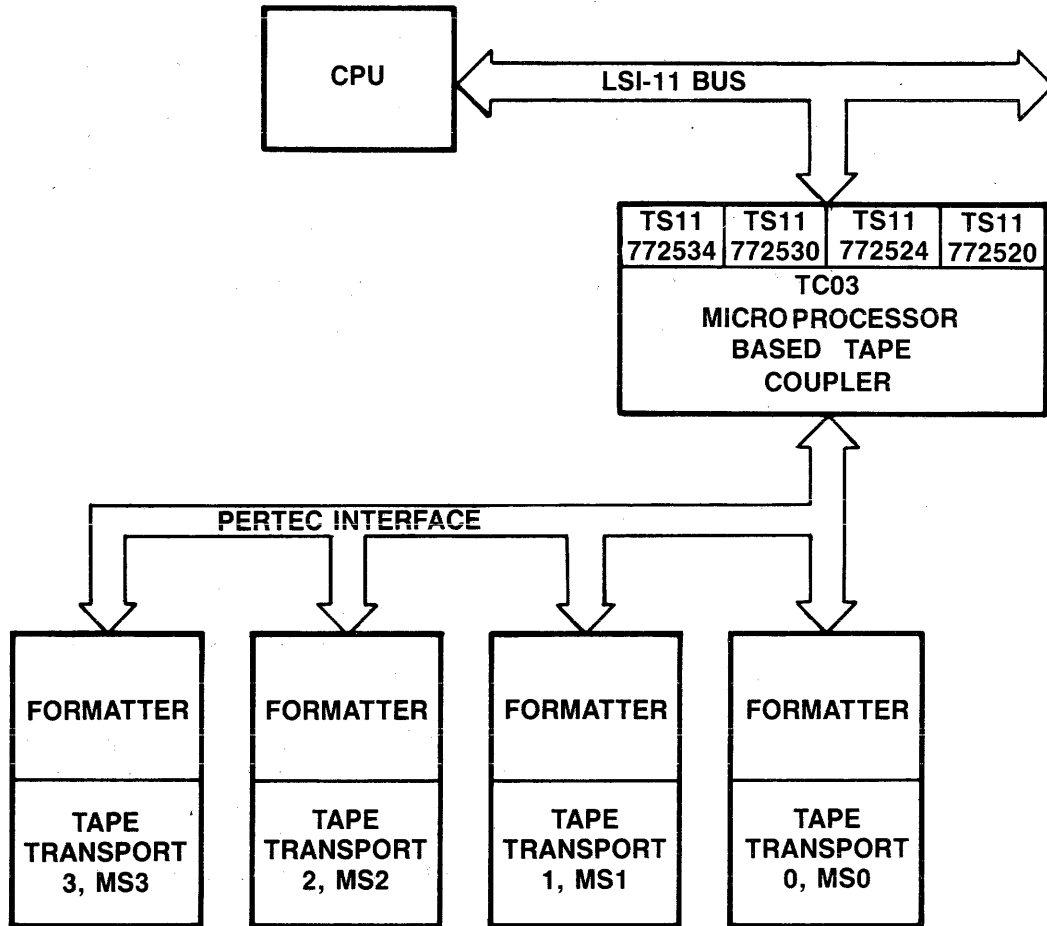 CPU
LSI-11 BUS
TS11 TS11 TS11 TS11
772534 772530 772524 772520
TC03
MICROPROCESSOR
BASED TAPE
COUPLER
PERTEC INTERFACE
FORMATTER FORMATTER FORMATTER FORMATTER
TAPE
TRANSPORT
3, MS3
TAPE
TRANSPORT
2, MS2
TAPE
TRANSPORT
1, MS1
TAPE
TRANSPORT
0, MS0